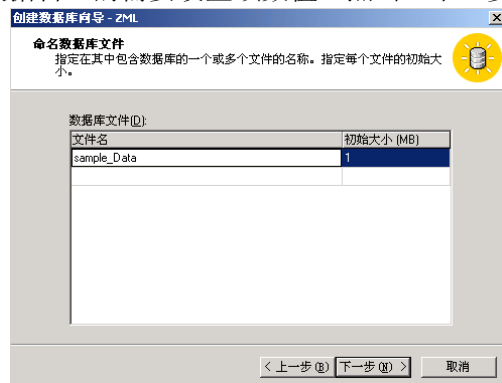 创建数据库向导 - ZML
命名数据库文件
指定在其中包含数据库的一个或多个文件的名称。指定每个文件的初始大
小。
数据库文件(D):
文件名 初始大小 (MB)
sample_Data 1
< 上一步(B) 下一步(N) > 取消